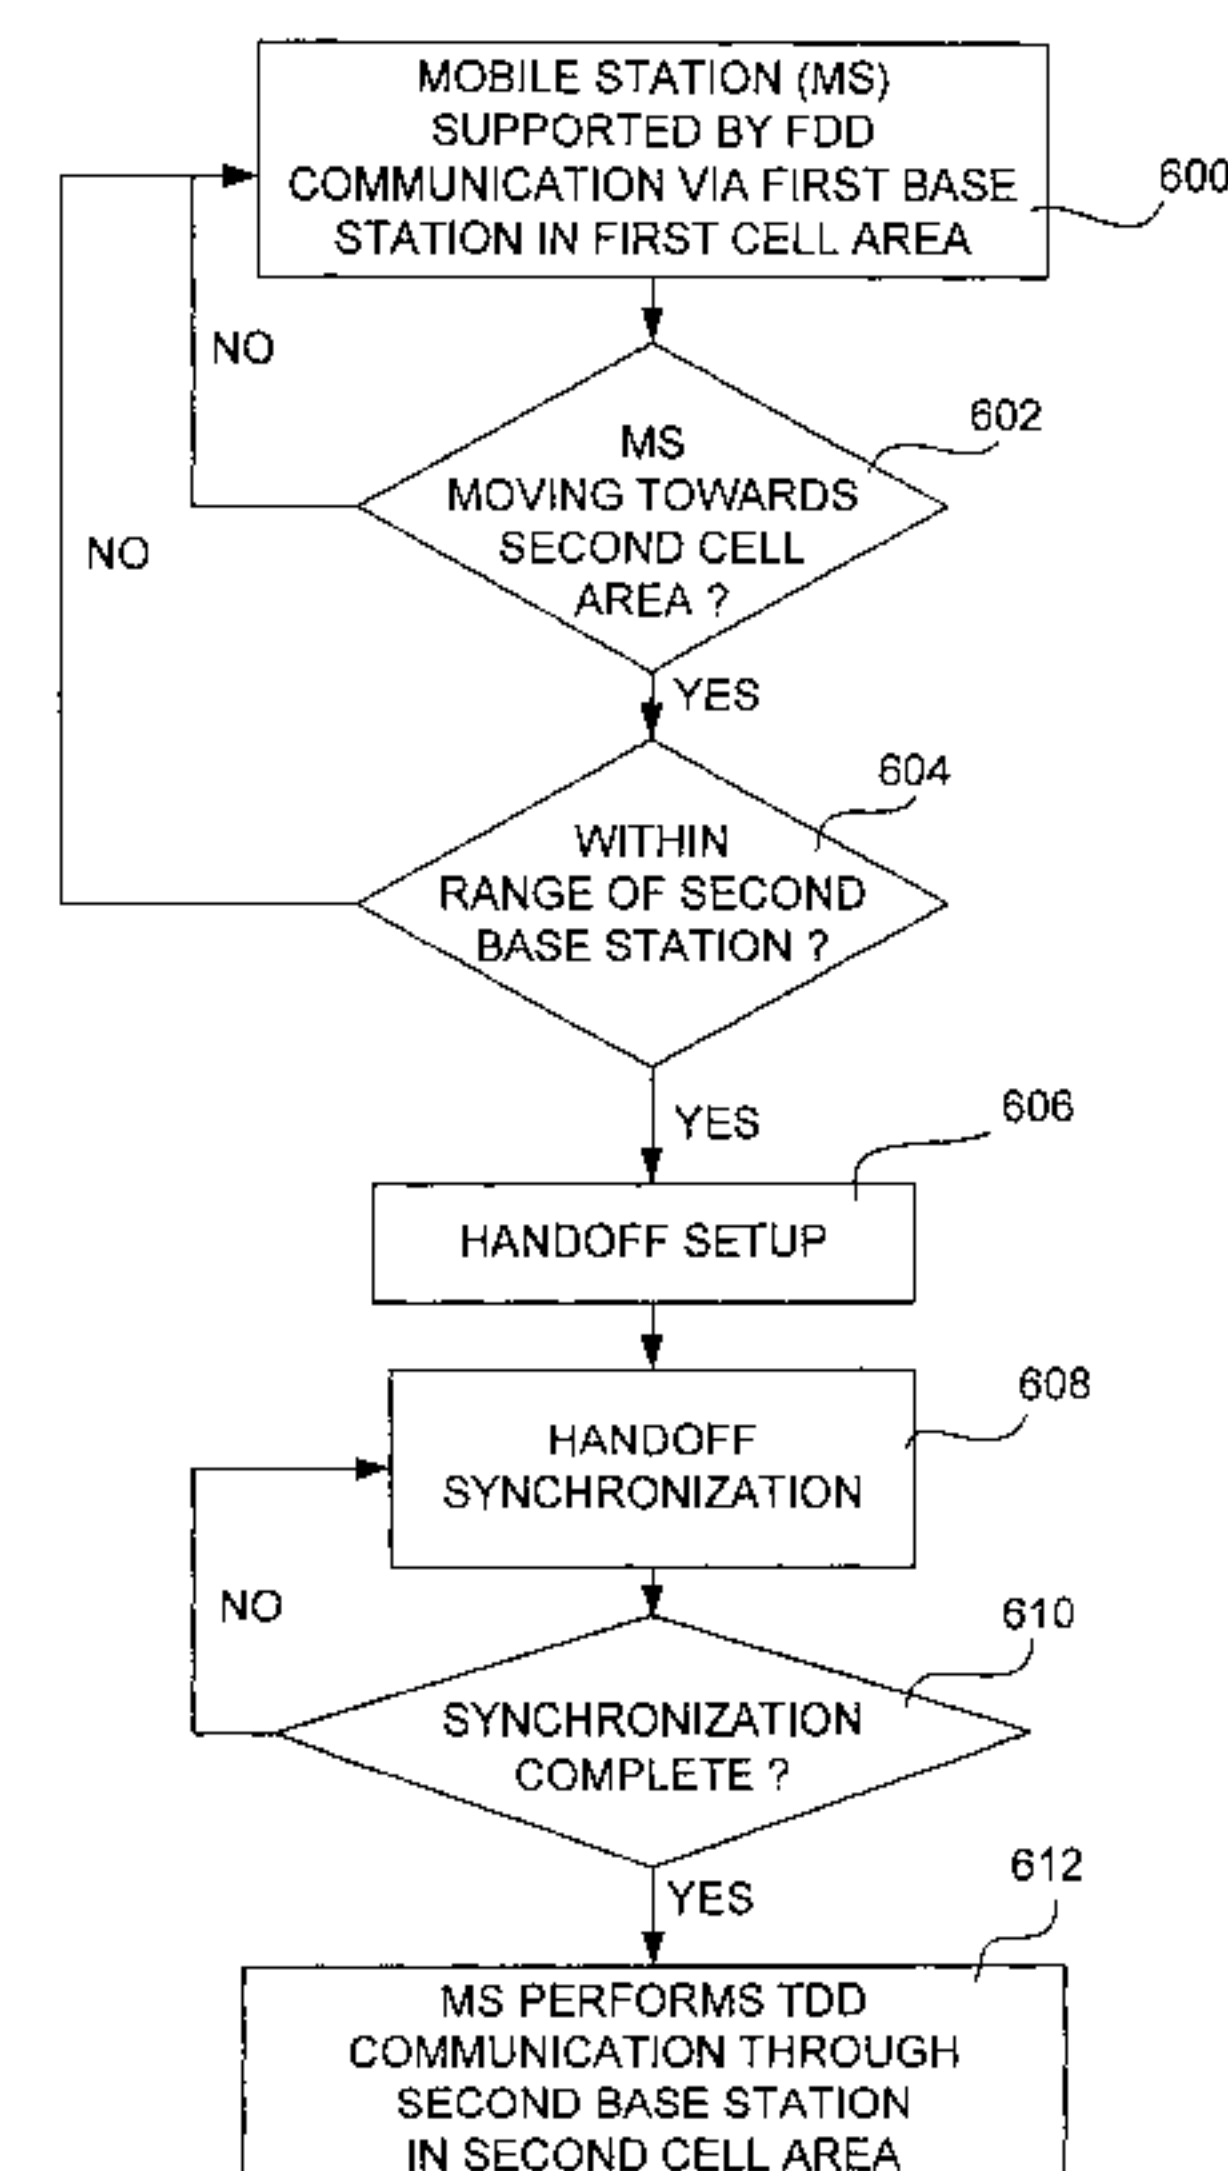 MOBILE STATION (MS)
SUPPORTED BY FDD
COMMUNICATION VIA FIRST BASE
STATION IN FIRST CELL AREA
600
NO
602
MS
MOVING TOWARDS
SECOND CELL
AREA ?
NO
YES
604
WITHIN
RANGE OF SECOND
BASE STATION ?
YES
606
HANDOFF SETUP
608
HANDOFF
SYNCHRONIZATION
NO
610
SYNCHRONIZATION
COMPLETE ?
YES
612
MS PERFORMS TDD
COMMUNICATION THROUGH
SECOND BASE STATION
IN SECOND CELL AREA